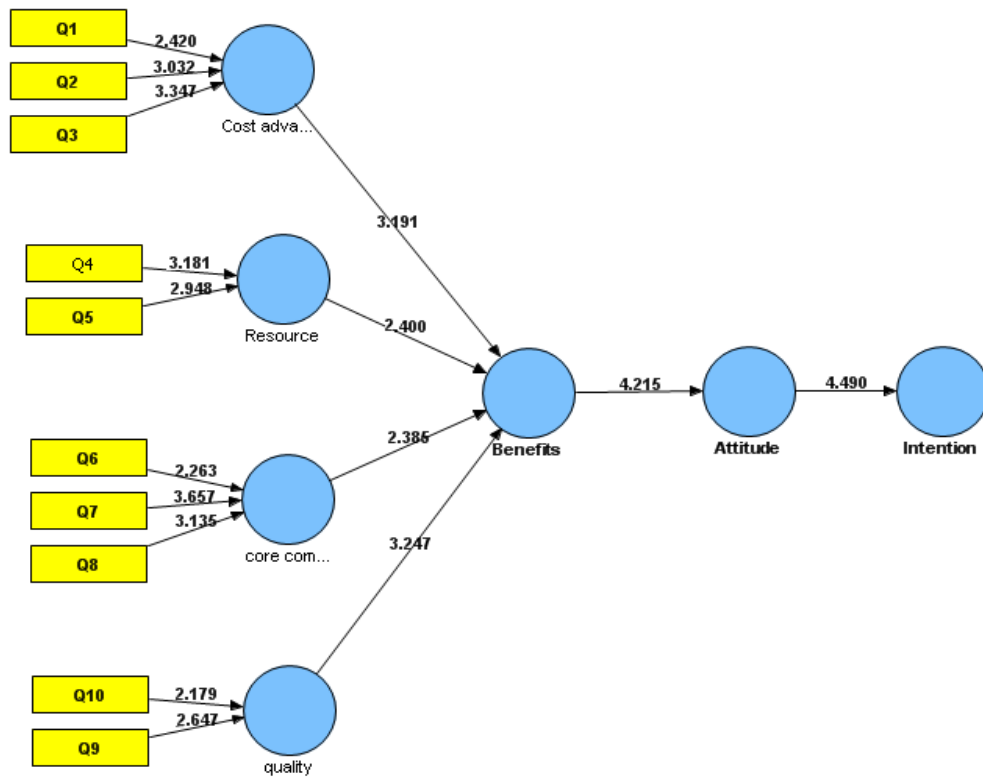 Q1
2.420
Q2
3.032
3.347
Q3
Cost adva...
3.191
Q4
3.181
2.948
Q5
Resource
2.400
Benefits
4.215
Attitude
4.490
Intention
2.385
Q6
2.263
Q7
3.657
3.135
Q8
core com...
3.247
Q10
2.179
2.647
Q9
quality